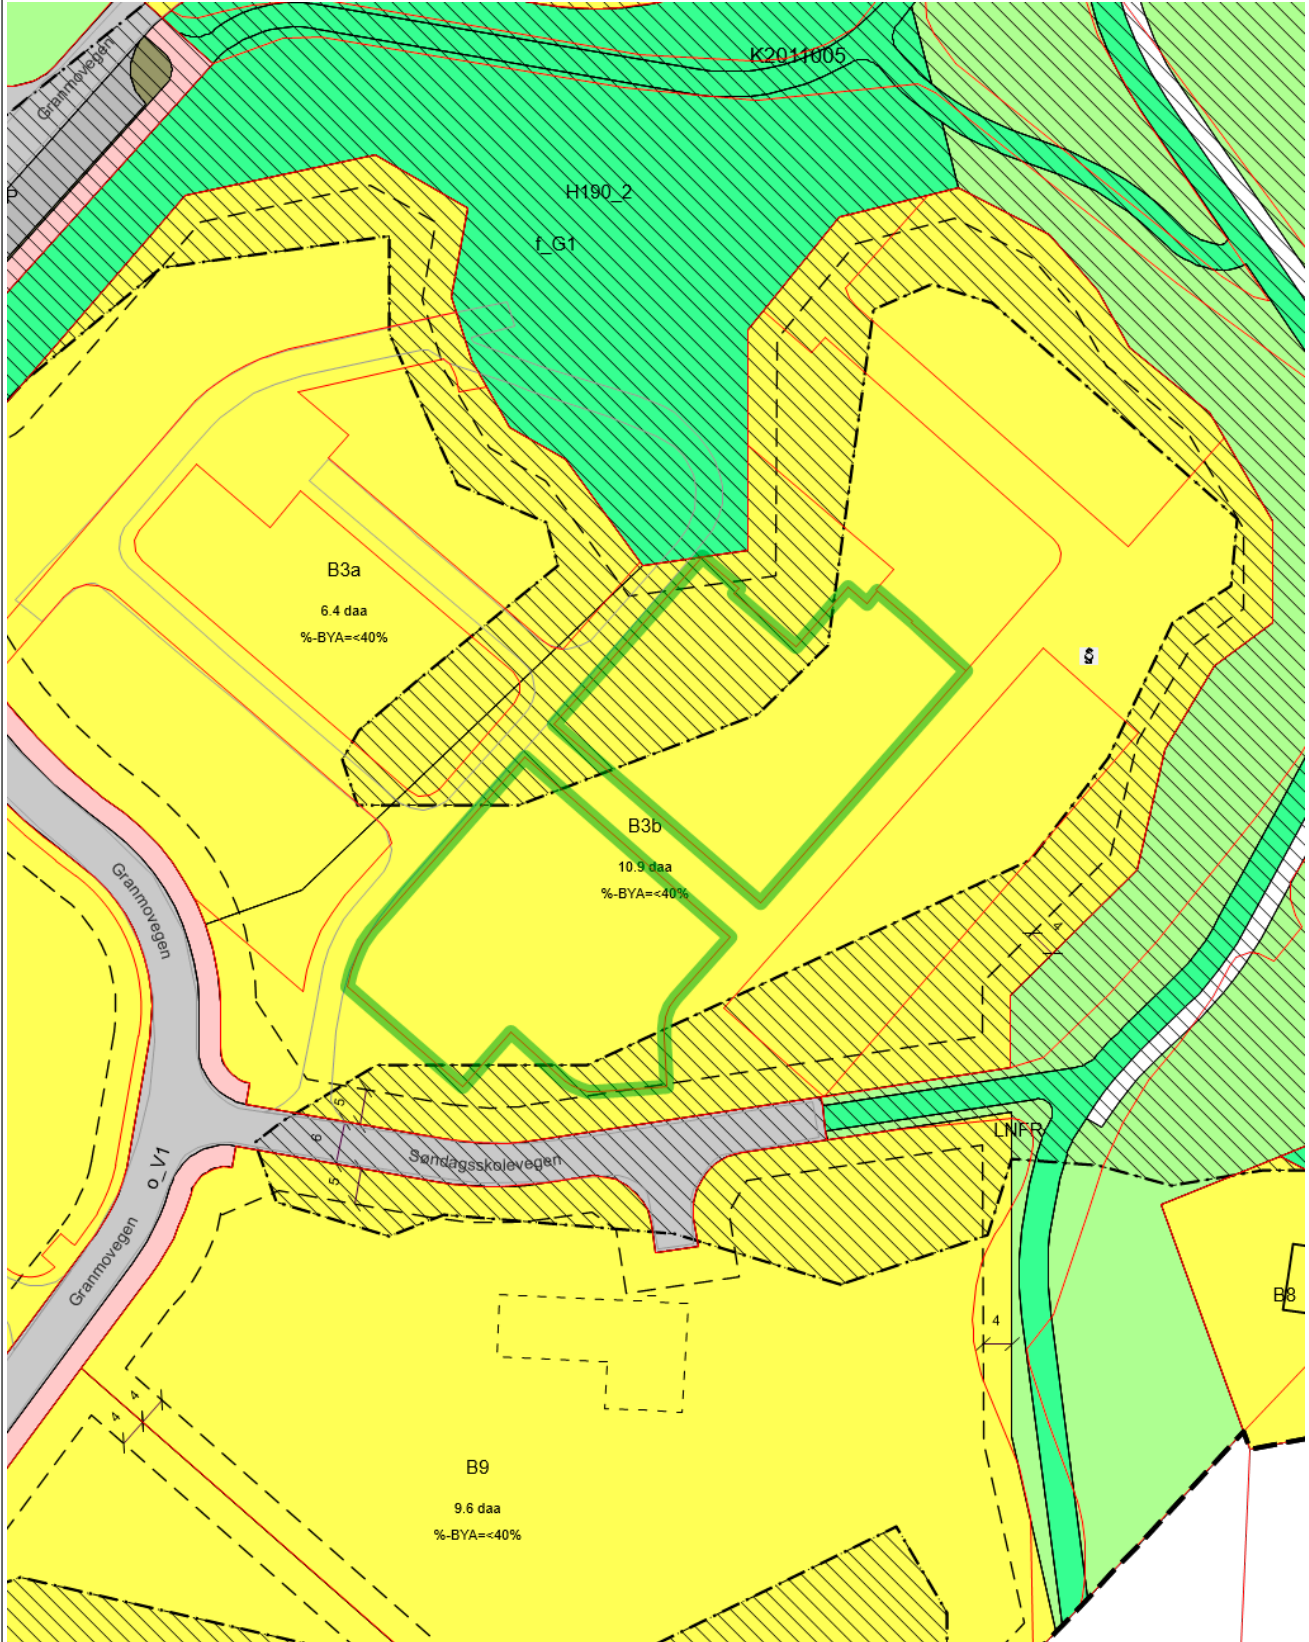 K2011005
Granmovegen
P
H190_2
f_G1
B3a
6.4 daa
%-BYA=<40%
B3b
10.9 daa
%-BYA=<40%
Granmovegen
4
5
6
5
Søndagsskolevegen
LNFR
o_V1
Granmovegen
B8
4
4
4
B9
9.6 daa
%-BYA=<40%